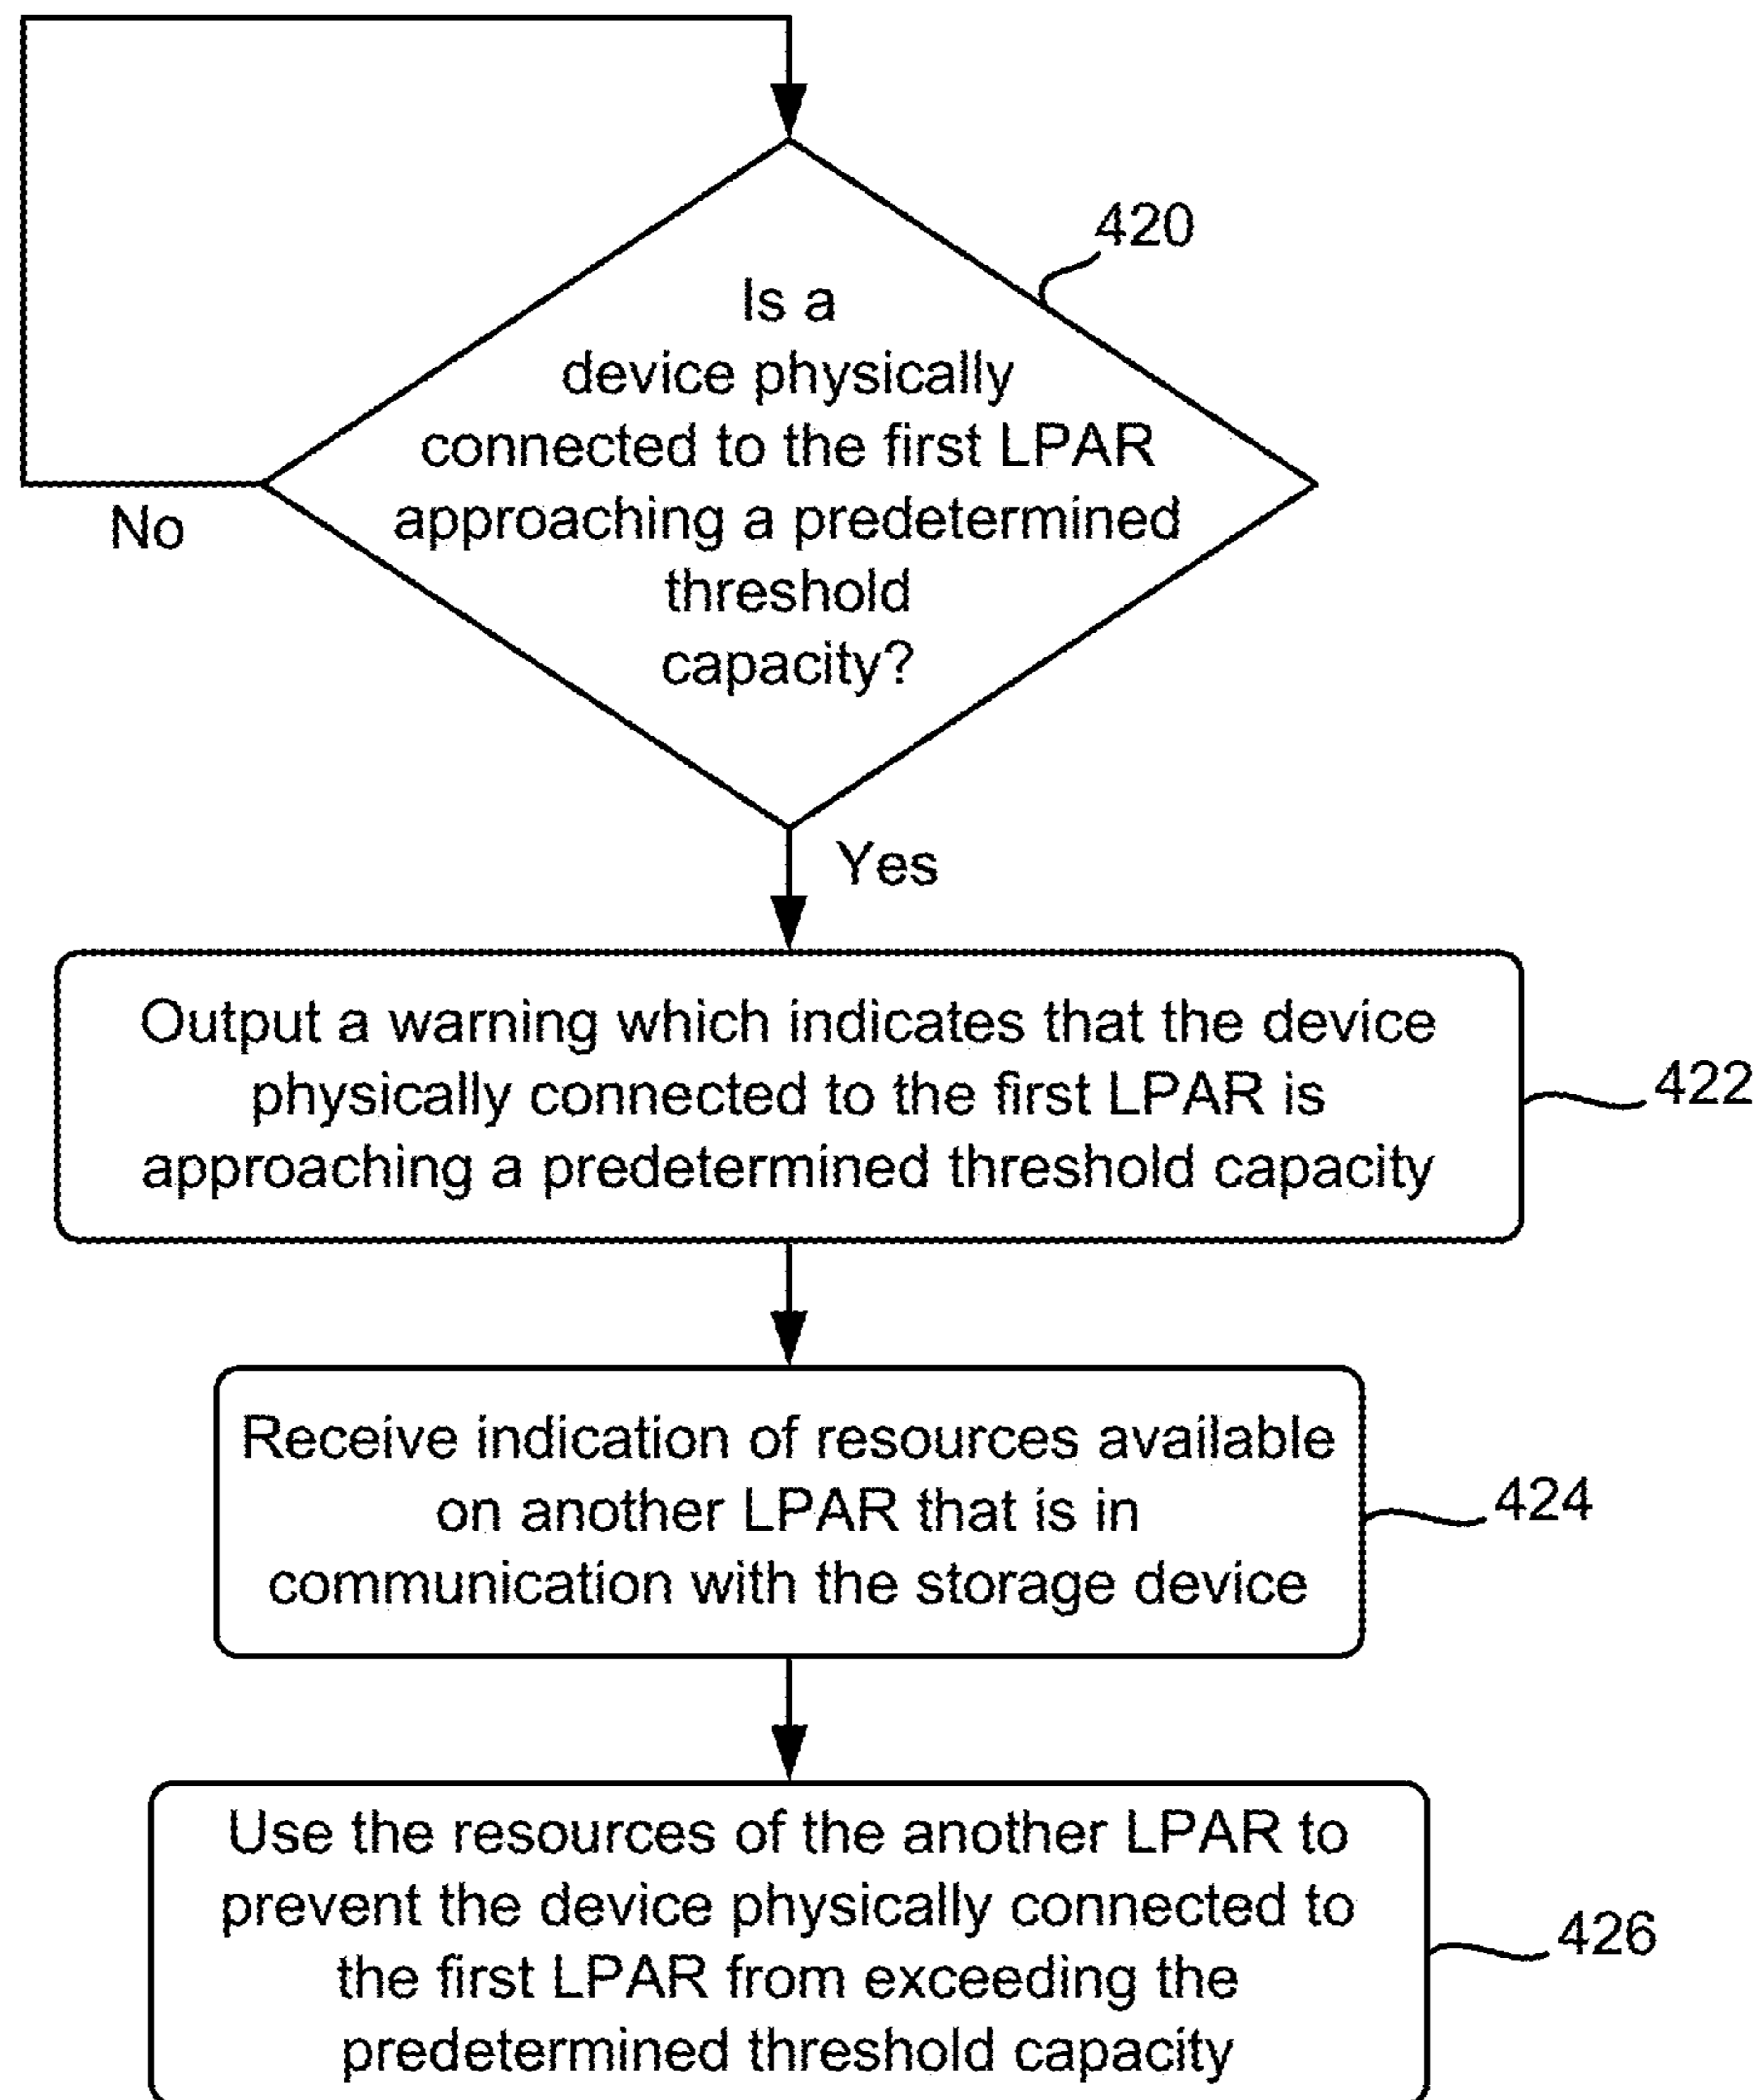 420
Is a
device physically
connected to the first LPAR
approaching a predetermined
threshold
capacity?
No
Yes
Output a warning which indicates that the device
physically connected to the first LPAR is
approaching a predetermined threshold capacity
422
Receive indication of resources available
on another LPAR that is in
communication with the storage device
424
Use the resources of the another LPAR to
prevent the device physically connected to
the first LPAR from exceeding the
predetermined threshold capacity
426